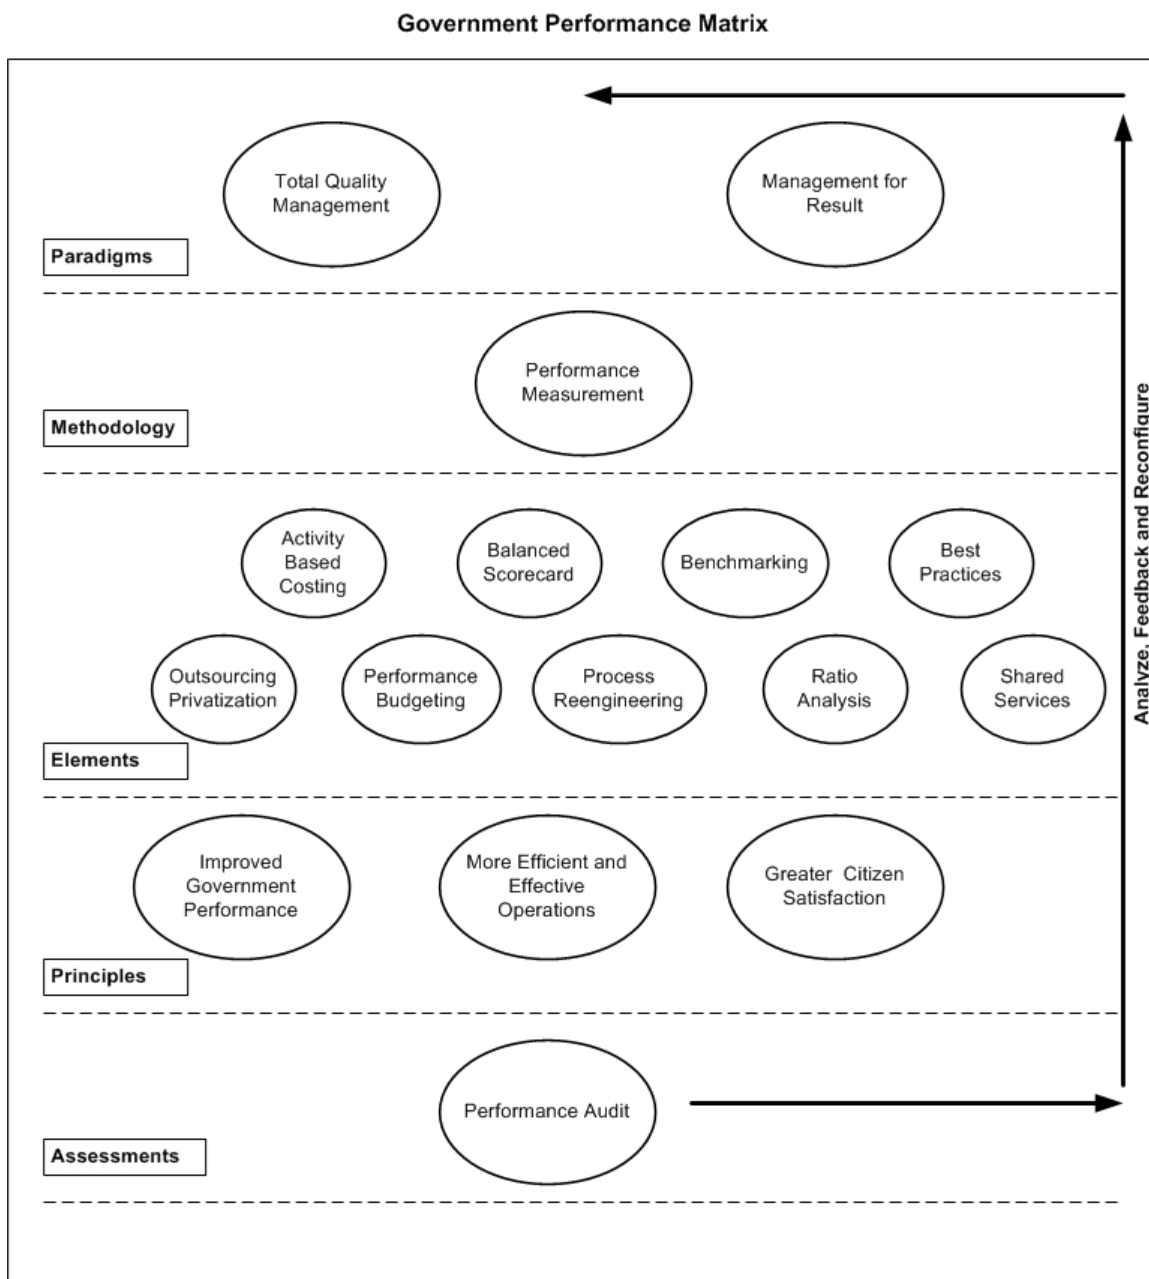 Government Performance Matrix
Total Quality
Management
Management for
Result
Paradigms
Performance
Measurement
Methodology
Activity
Based
Costing
Balanced
Scorecard
Benchmarking
Best
Practices
Outsourcing
Privatization
Performance
Budgeting
Process
Reengineering
Ratio
Analysis
Shared
Services
Elements
Improved
Government
Performance
More Efficient and
Effective
Operations
Greater Citizen
Satisfaction
Principles
Performance Audit
Assessments
Analyze, Feedback and Reconfigure